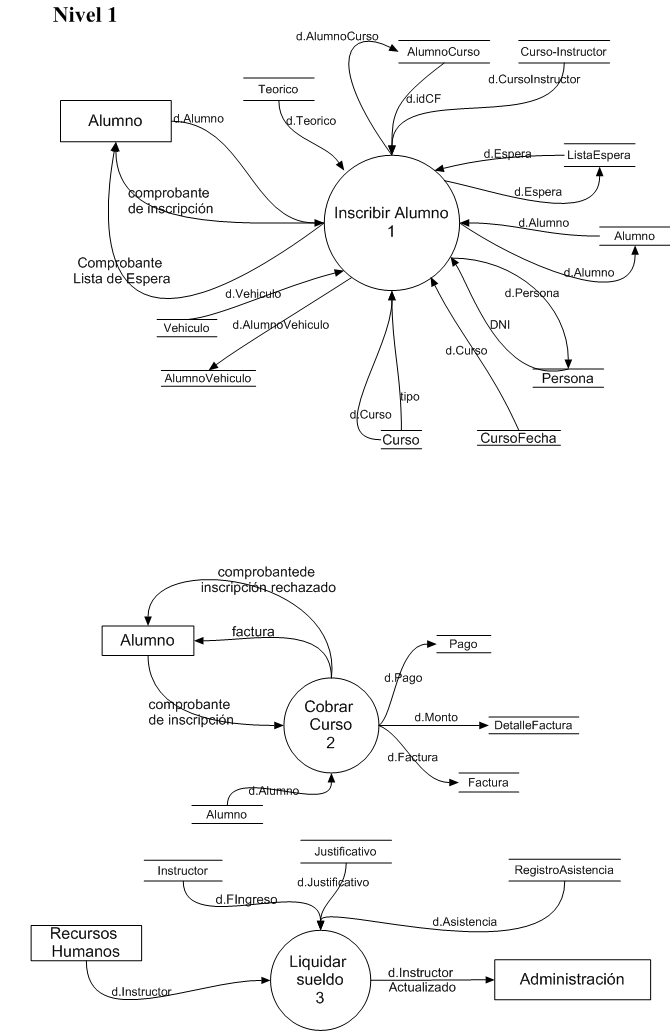 Nivel 1
d.AlumnoCurso
AlumnoCurso
Curso-Instructor
d.CursoInstructor
Teorico
d.idCF
Alumno
d.Alumno
d.Teorico
d.Espera
ListaEspera
comprobante
de inscripción
d.Espera
Inscribir Alumno
1
d.Alumno
Alumno
Comprobante
Lista de Espera
d.Alumno
d.Vehiculo
d.Persona
Vehiculo
d.AlumnoVehiculo
DNI
d.Curso
AlumnoVehiculo
Persona
tipo
d.Curso
Curso
CursoFecha
comprobantede
inscripción rechazado
Alumno
factura
Pago
d.Pago
comprobante
de inscripción
Cobrar
Curso
2
d.Monto
DetalleFactura
d.Factura
Factura
d.Alumno
Alumno
Justificativo
Instructor
RegistroAsistencia
d.Justificativo
d.FIngreso
d.Asistencia
Recursos
Humanos
Liquidar
sueldo
3
d.Instructor
d.Instructor
Actualizado
Administración